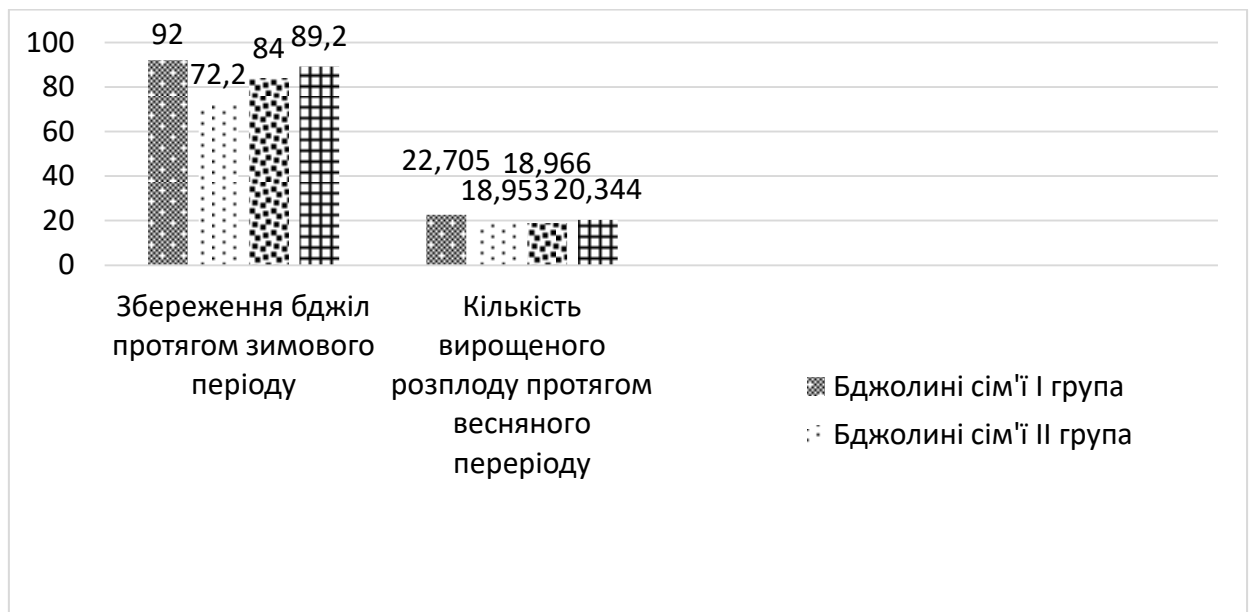 100
80
60
40
20
0
92
72,2
84
89,2
22,705
18,953
18,966
20,344
Збереження бджіл
протягом зимового
періоду
Кількість
вирощеного
розплоду протягом
весняного
переріоду
Бджолині сім'ї І група
Бджолині сім'ї ІІ група